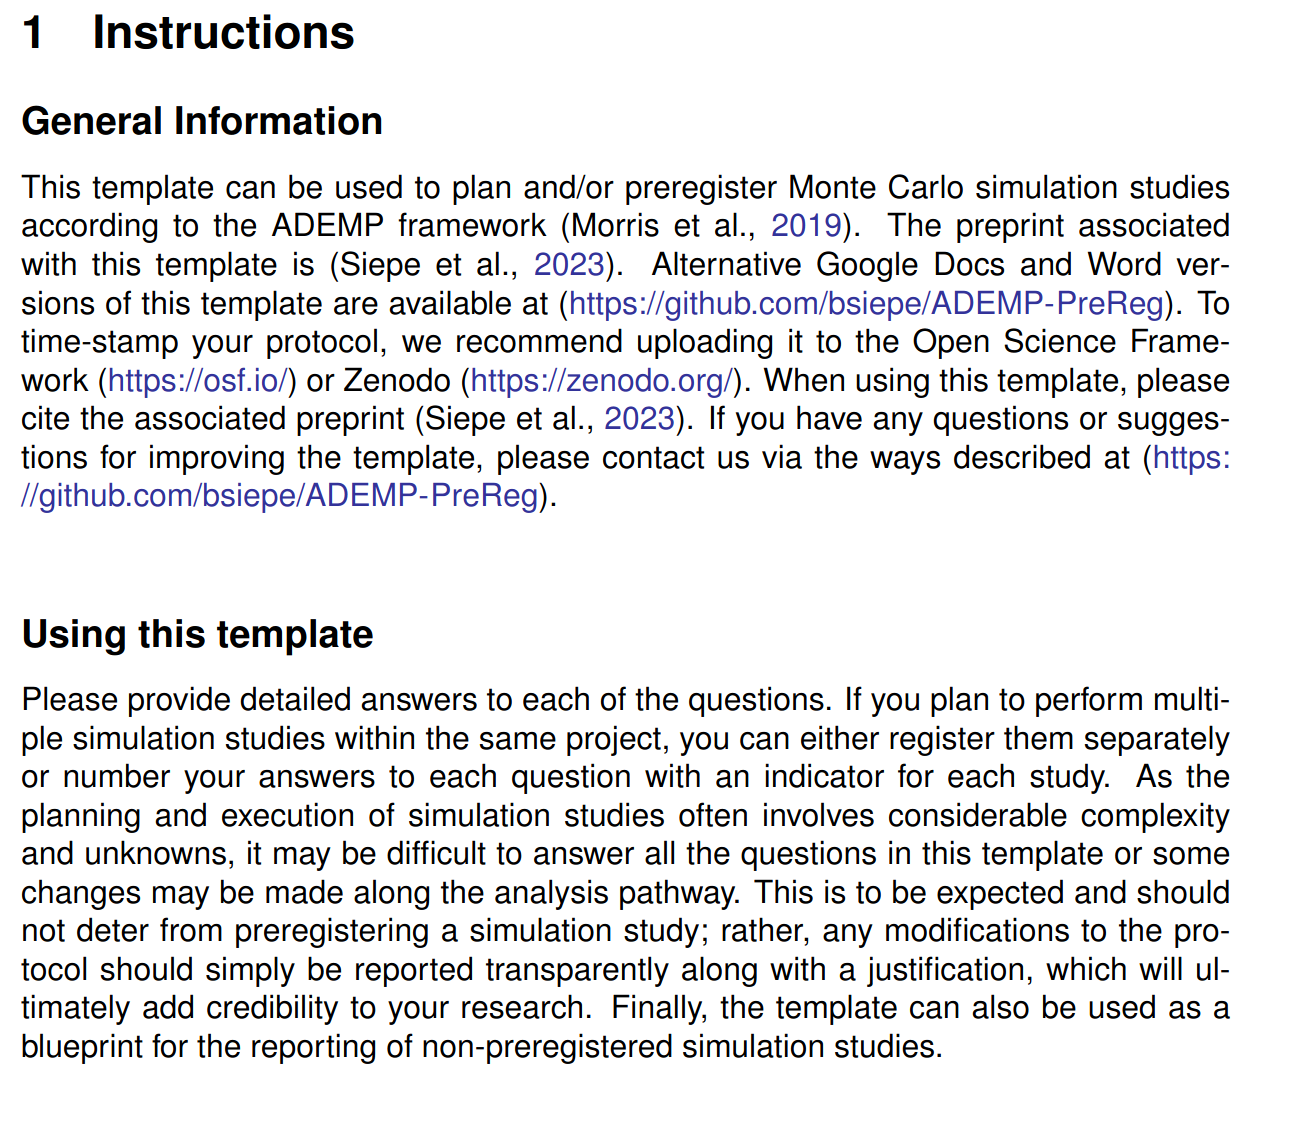 1 Instructions
General Information
This template can be used to plan and/or preregister Monte Carlo simulation studies
according to the ADEMP framework (Morris et al., 2019). The preprint associated
with this template is (Siepe et al., 2023). Alternative Google Docs and Word ver-
sions of this template are available at (https://github.com/bsiepe/ADEMP-PreReg). To
time-stamp your protocol, we recommend uploading it to the Open Science Frame-
work (https://osf.io/) or Zenodo (https://zenodo.org/). When using this template, please
cite the associated preprint (Siepe et al., 2023). If you have any questions or sugges-
tions for improving the template, please contact us via the ways described at (https:
//github.com/bsiepe/ADEMP-PreReg).
Using this template
Please provide detailed answers to each of the questions. If you plan to perform multi-
ple simulation studies within the same project, you can either register them separately
or number your answers to each question with an indicator for each study. As the
planning and execution of simulation studies often involves considerable complexity
and unknowns, it may be difficult to answer all the questions in this template or some
changes may be made along the analysis pathway. This is to be expected and should
not deter from preregistering a simulation study; rather, any modifications to the pro-
tocol should simply be reported transparently along with a justification, which will ul-
timately add credibility to your research. Finally, the template can also be used as a
blueprint for the reporting of non-preregistered simulation studies.